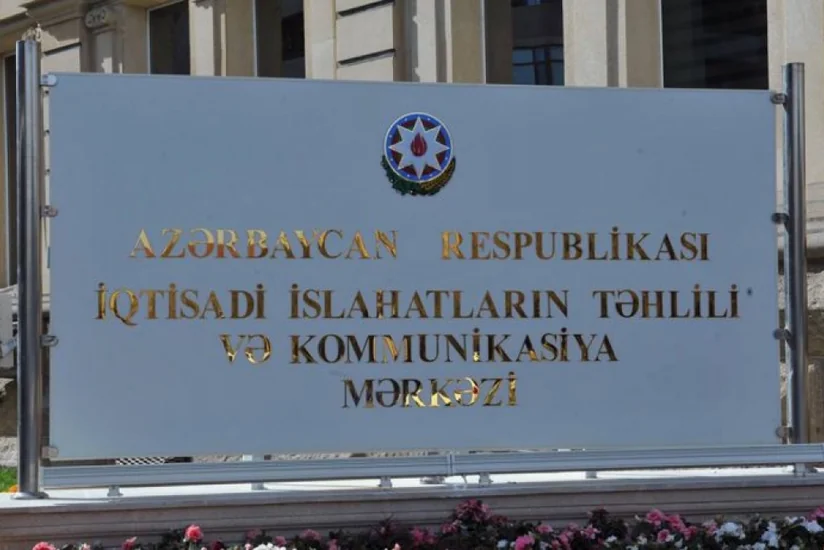 AZƏRBAYCAN RESPUBLİKASI
İQTİSADİ İSLAHATLARIN TƏHLİLİ
VƏ KOMMUNİKASİYA
MƏRKƏZİ